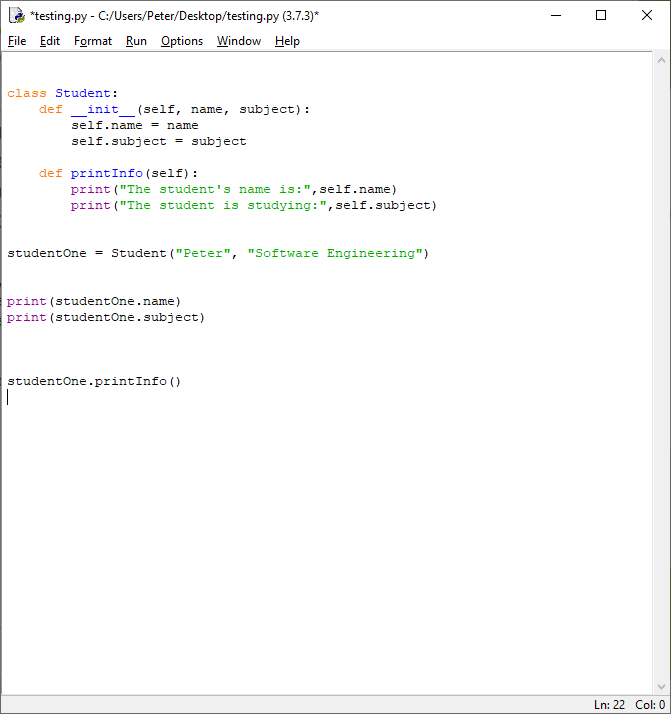 *testing.py - C:/Users/Peter/Desktop/testing.py (3.7.3)*
File Edit Format Run Options Window Help
class Student:
    def __init__(self, name, subject):
        self.name = name
        self.subject = subject
    def printInfo(self):
        print("The student's name is:",self.name)
        print("The student is studying:",self.subject)
studentOne = Student("Peter", "Software Engineering")
print(studentOne.name)
print(studentOne.subject)
studentOne.printInfo()
Ln: 22 Col: 0